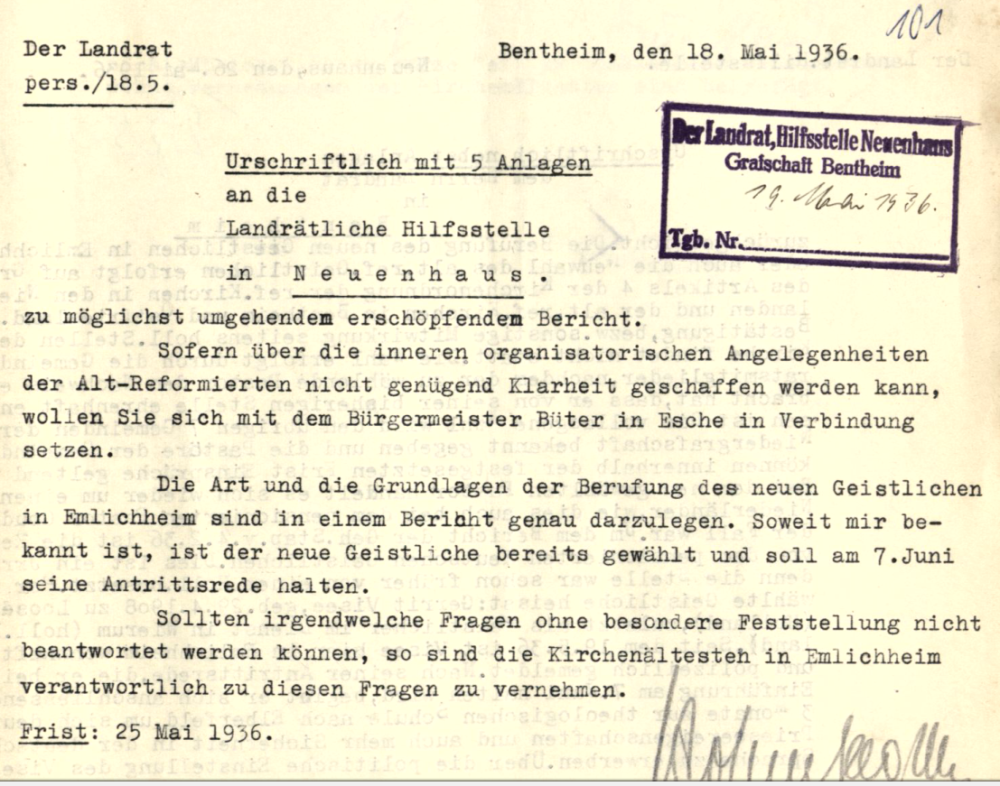 101
Der Landrat
Bentheim, den 18. Mai 1936.
pers./18.5.
Der Landrat, Hilfsstelle Neuenhaus
Grafschaft Bentheim
19. Mai 1936.
Tgb. Nr.
Urschriftlich mit 5 Anlagen
an die
Landrätliche Hilfsstelle
in N e u e n h a u s .
zu möglichst umgehendem erschöpfendem Bericht.
Sofern über die inneren organisatorischen Angelegenheiten
der Alt-Reformierten nicht genügend Klarheit geschaffen werden kann,
wollen Sie sich mit dem Bürgermeister Büter in Esche in Verbindung
setzen.
Die Art und die Grundlagen der Berufung des neuen Geistlichen
in Emlichheim sind in einem Bericht genau darzulegen. Soweit mir be-
kannt ist, ist der neue Geistliche bereits gewählt und soll am 7.Juni
seine Antrittsrede halten.
Sollten irgendwelche Fragen ohne besondere Feststellung nicht
beantwortet werden können, so sind die Kirchenältesteh in Emlichheim
verantwortlich zu diesen Fragen zu vernehmen.
Frist: 25 Mai 1936.